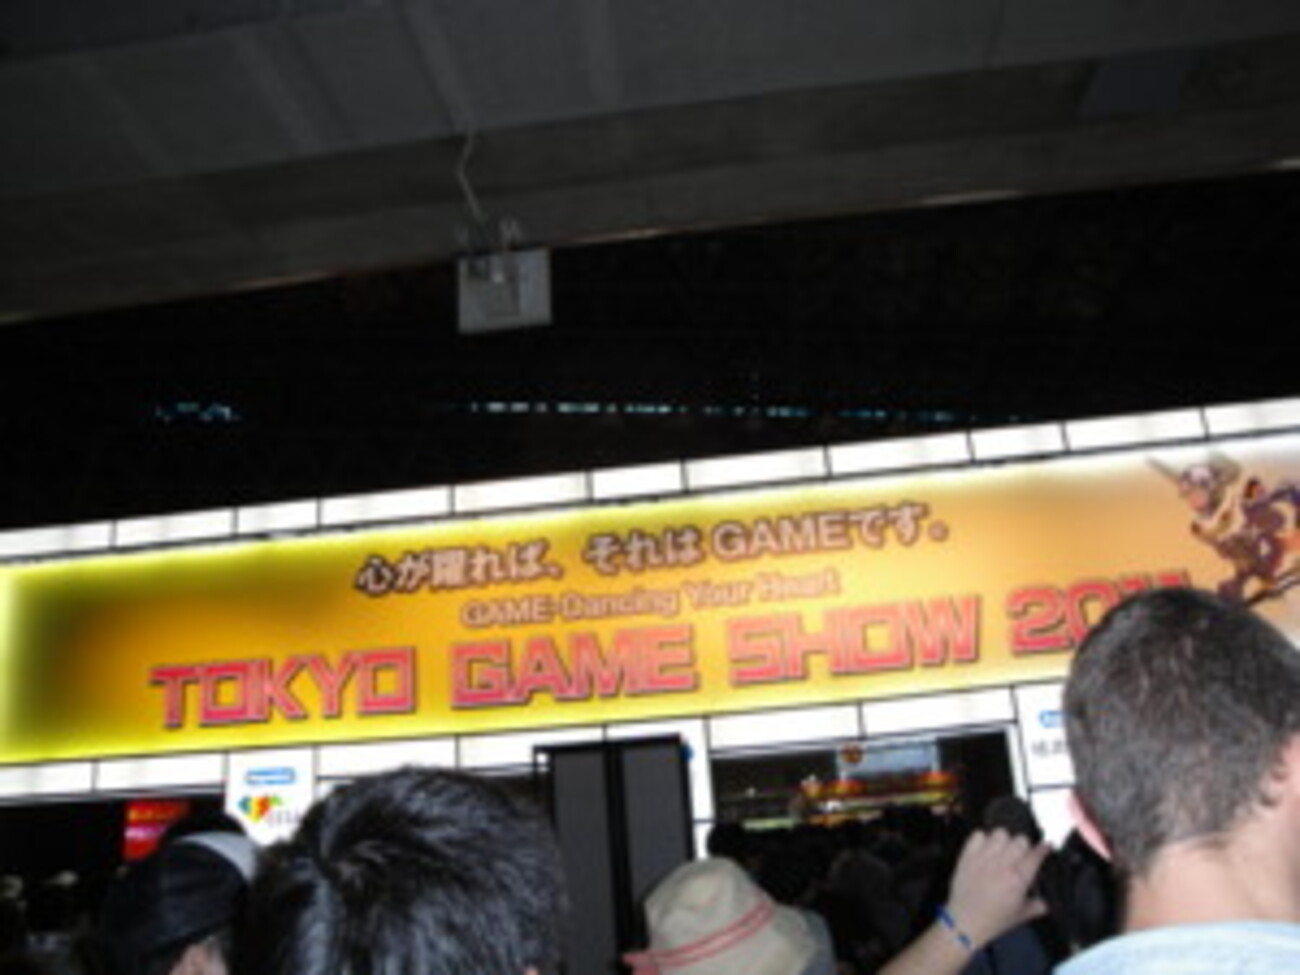 心が躍れば、それはGAMEです。
GAME-Dancing Your Heart
TOKYO GAME SHOW 2011